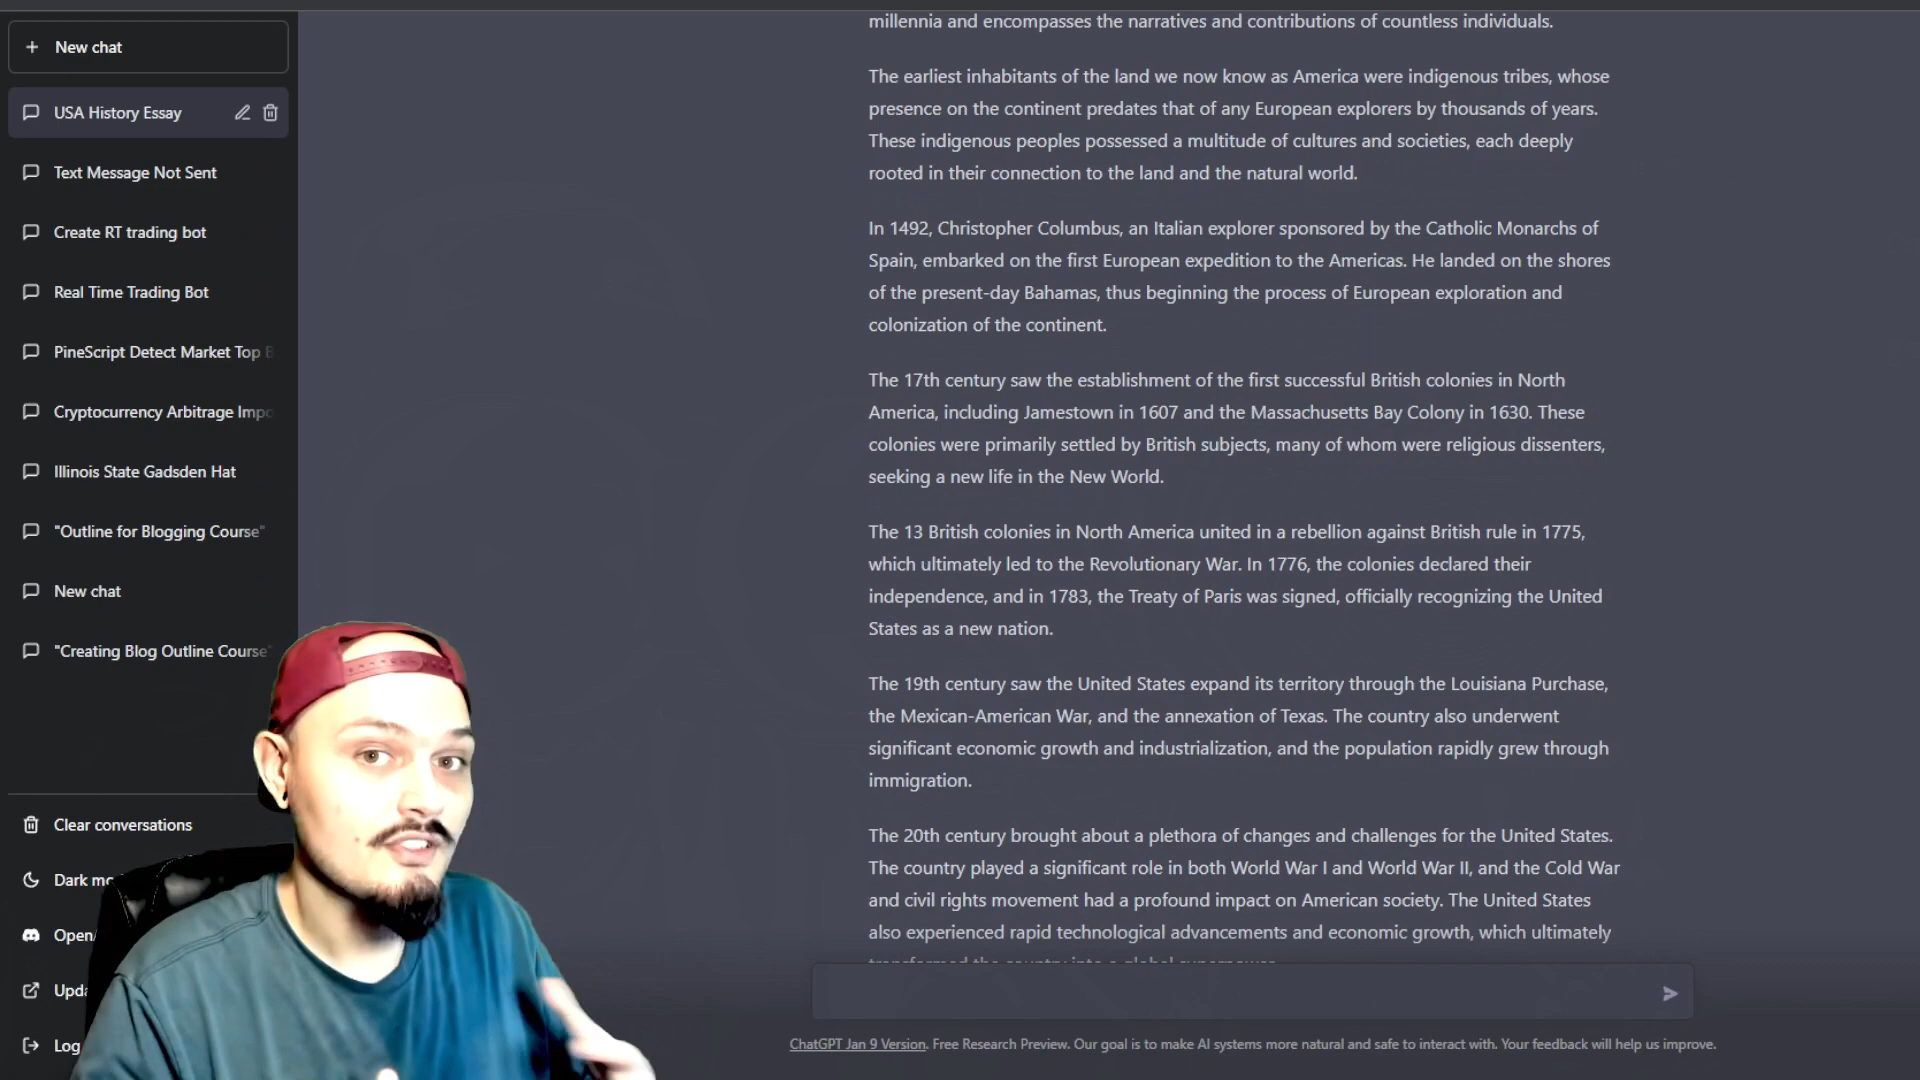 New chat
USA History Essay
Text Message Not Sent
Create RT trading bot
Real Time Trading Bot
PineScript Detect Market Top
Cryptocurrency Arbitrage
Illinois State Gadsden Hat
"Outline for Blogging Course"
New chat
"Creating Blog Outline Course"
Clear conversations
Dark
Log
millennia and encompasses the narratives and contributions of countless individuals.
The earliest inhabitants of the land we now know as America were indigenous tribes, whose
presence on the continent predates that of any European explorers by thousands of years.
These indigenous peoples possessed a multitude of cultures and societies, each deeply
rooted in their connection to the land and the natural world.
In 1492, Christopher Columbus, an Italian explorer sponsored by the Catholic Monarchs of
Spain, embarked on the first European expedition to the Americas. He landed on the shores
of the present-day Bahamas, thus beginning the process of European exploration and
colonization of the continent.
The 17th century saw the establishment of the first successful British colonies in North
America, including Jamestown in 1607 and the Massachusetts Bay Colony in 1630. These
colonies were primarily settled by British subjects, many of whom were religious dissenters,
seeking a new life in the New World.
The 13 British colonies in North America united in a rebellion against British rule in 1775,
which ultimately led to the Revolutionary War. In 1776, the colonies declared their
independence, and in 1783, the Treaty of Paris was signed, officially recognizing the United
States as a new nation.
The 19th century saw the United States expand its territory through the Louisiana Purchase,
the Mexican-American War, and the annexation of Texas. The country also underwent
significant economic growth and industrialization, and the population rapidly grew through
immigration.
The 20th century brought about a plethora of changes and challenges for the United States.
The country played a significant role in both World War I and World War II, and the Cold War
and civil rights movement had a profound impact on American society. The United States
also experienced rapid technological advancements and economic growth, which ultimately
transformed the country into a global superpower.
ChatGPT Jan 9 Version. Free Research Preview. Our goal is to make AI systems more natural and safe to interact with. Your feedback will help us improve.